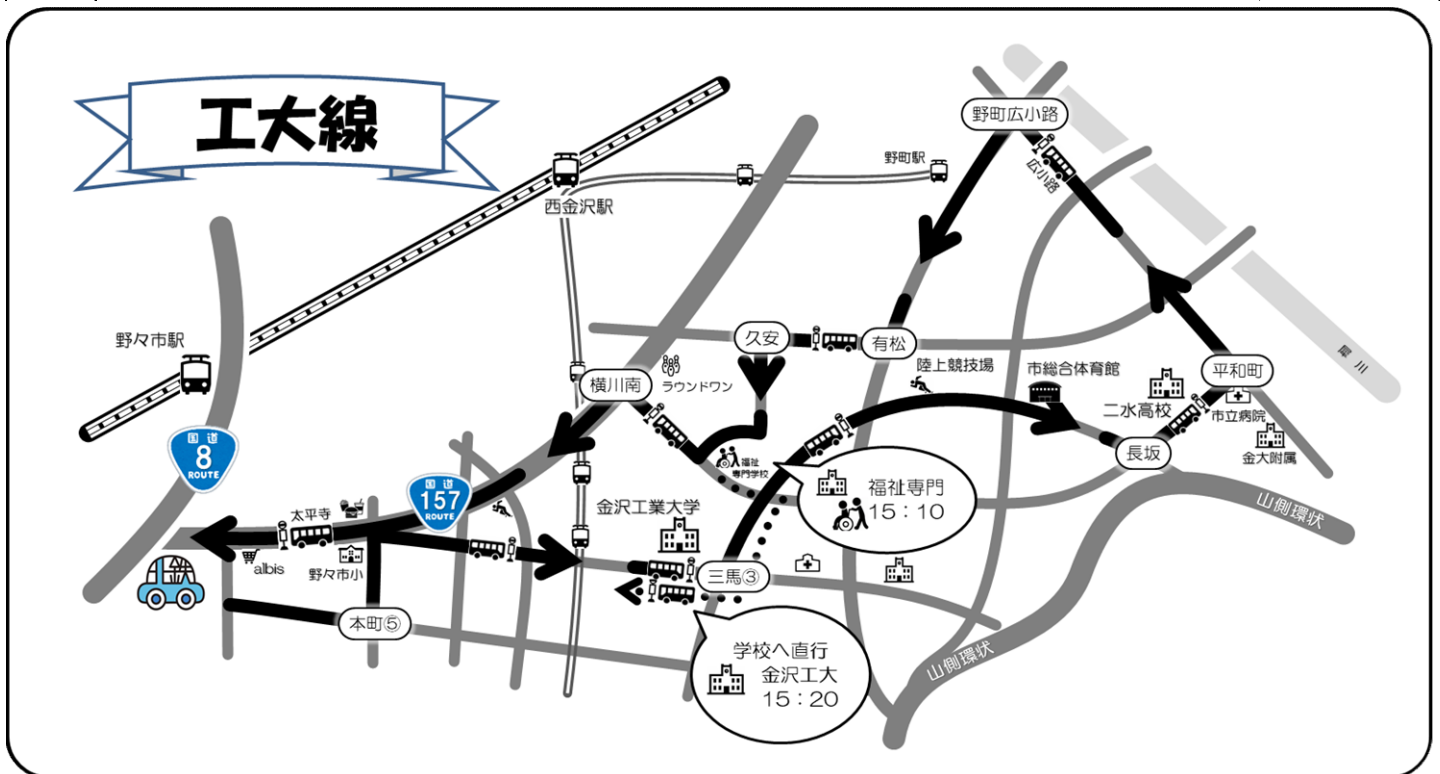 工大線
野町広小路
広小路
野町駅
西金沢駅
野々市駅
久安
有松
陸上競技場
市総合体育館
平和町
犀川
横川南
ラウンドワン
二水高校
市立病院
長坂
金大附属
国道
8
ROUTE
国道
157
ROUTE
福祉
専門学校
福祉専門
15:10
山側環状
太平寺
金沢工業大学
albis
野々市小
三馬③
本町⑤
学校へ直行
金沢工大
15:20
山側環状